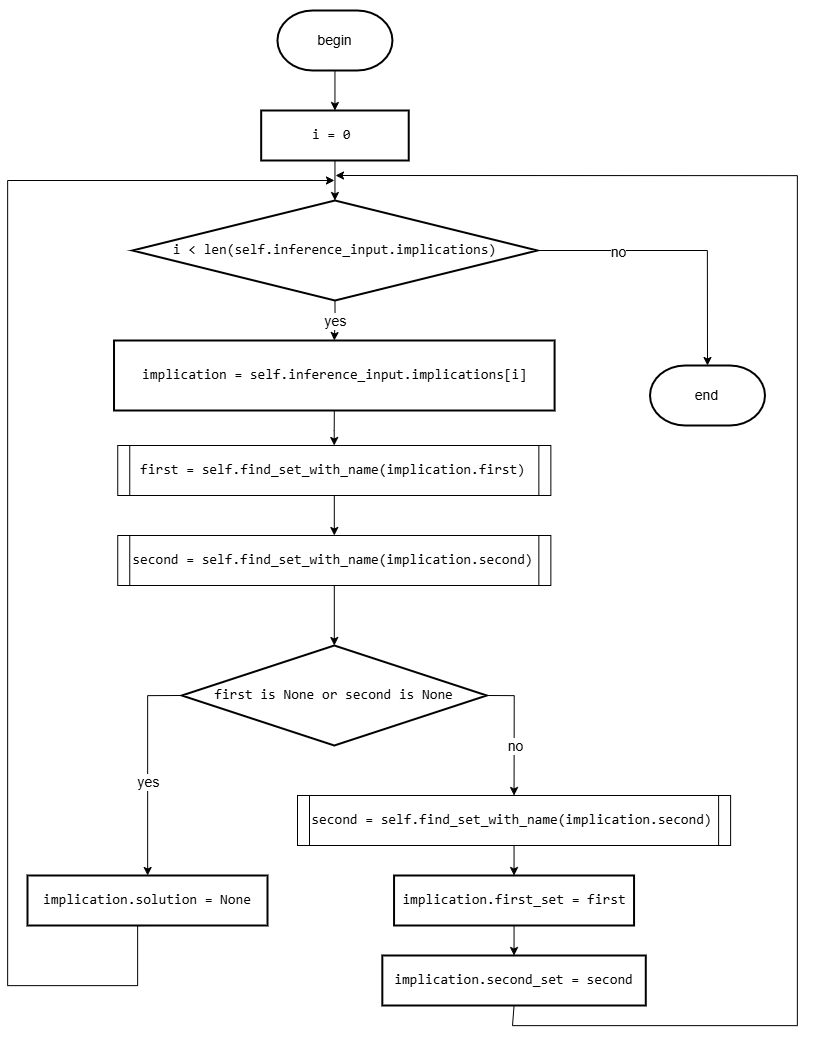 begin
i = 0
i < len(self.inference_input.implications)
no
yes
implication = self.inference_input.implications[i]
end
first = self.find_set_with_name(implication.first)
second = self.find_set_with_name(implication.second)
first is None or second is None
no
yes
second = self.find_set_with_name(implication.second)
implication.solution = None
implication.first_set = first
implication.second_set = second